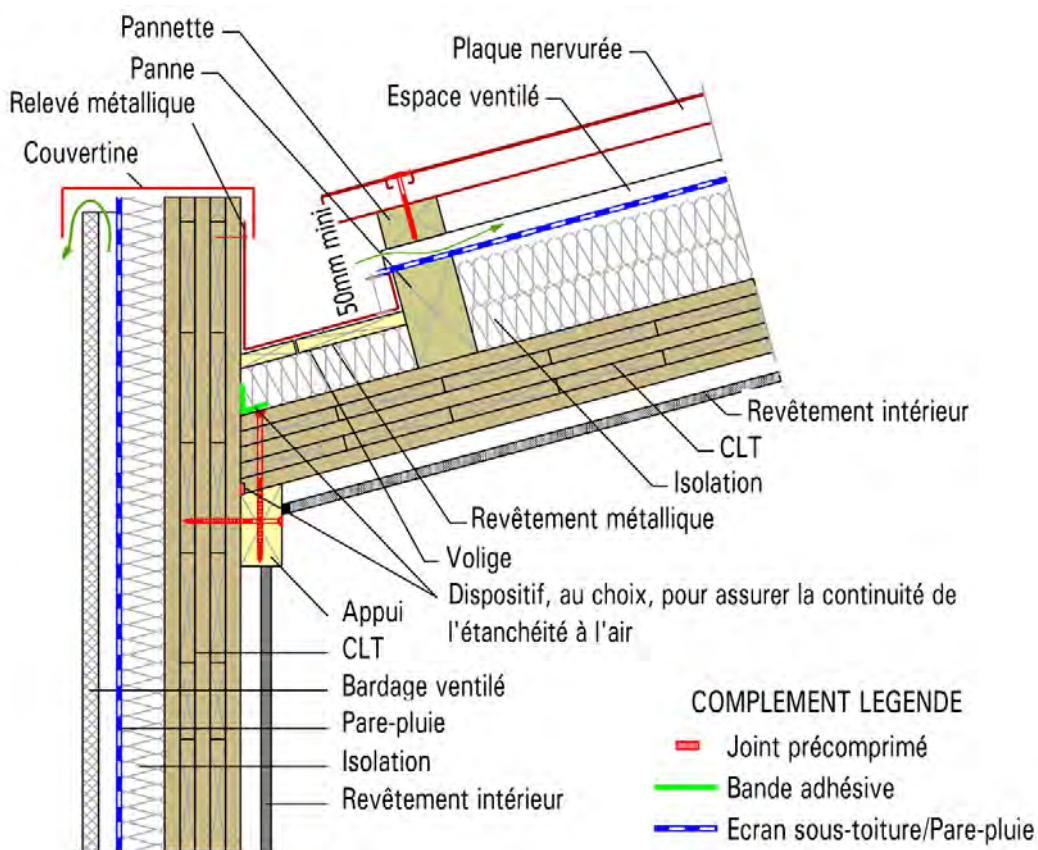 Pannette
Panne
Relevé métallique
Couvertine
Plaque nervurée
Espace ventilé
50mm mini
Revêtement intérieur
CLT
Isolation
Revêtement métallique
Volige
Dispositif, au choix, pour assurer la continuité de
l'étanchéité à l'air
Appui
CLT
Bardage ventilé
Pare-pluie
Isolation
Revêtement intérieur
COMPLEMENT LEGENDE
Joint précomprimé
Bande adhésive
Ecran sous-toiture/Pare-pluie